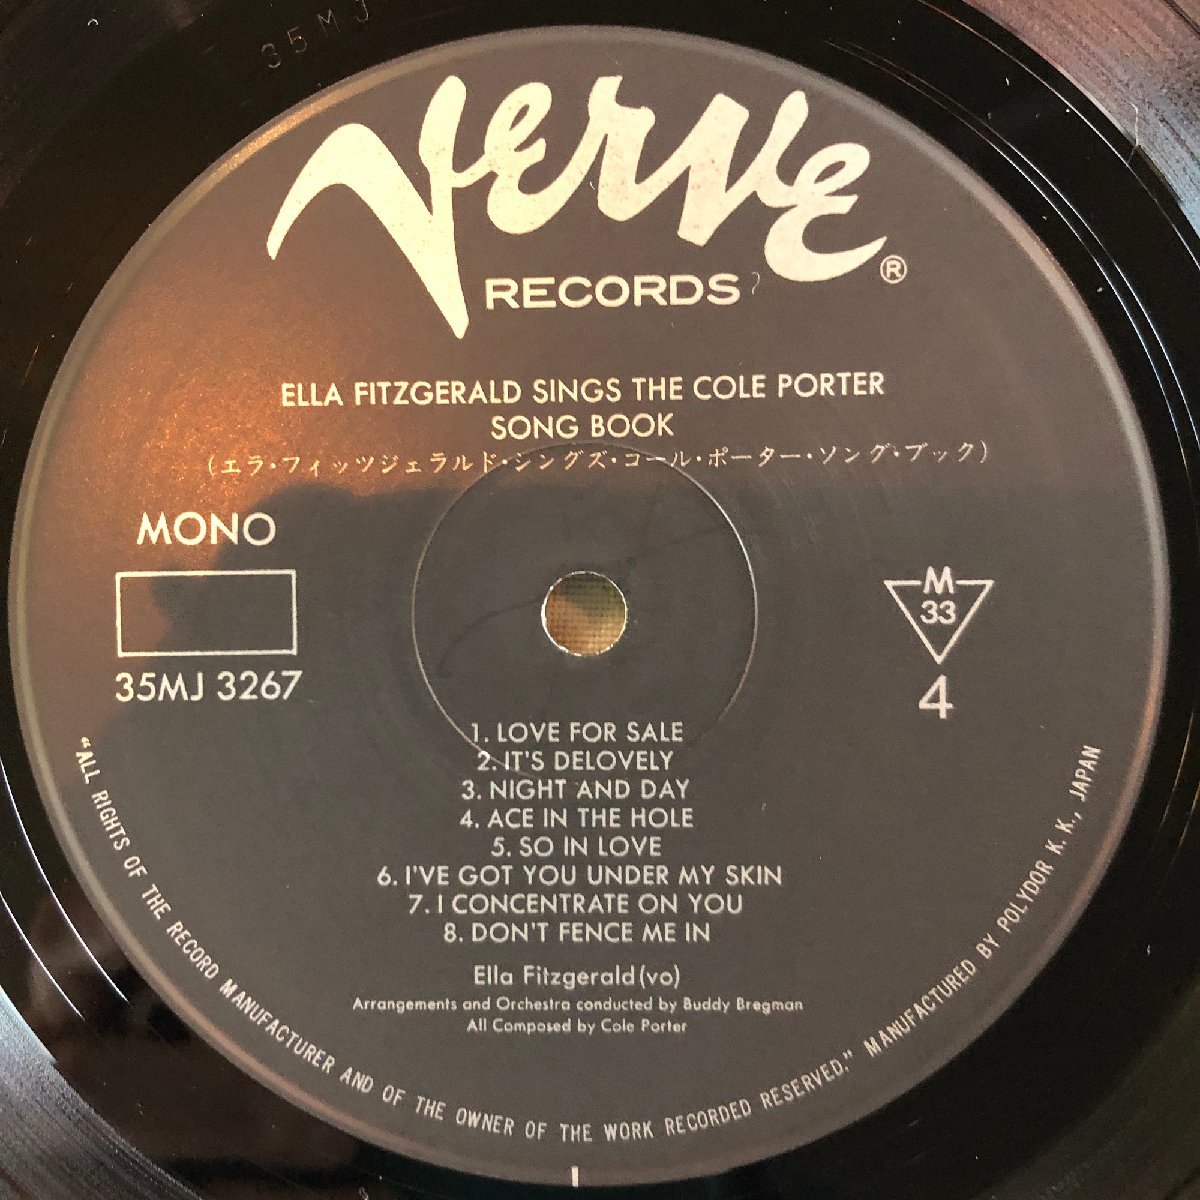 35MJ
Verve
RECORDS ®
ELLA FITZGERALD SINGS THE COLE PORTER
SONG BOOK
(エラ・フィッツジェラルド・シングズ・コール・ポーター・ソング・ブック)
MONO
35MJ 3267
M
33
4
1. LOVE FOR SALE
2. IT'S DELOVELY
3. NIGHT AND DAY
4. ACE IN THE HOLE
5. SO IN LOVE
6. I'VE GOT YOU UNDER MY SKIN
7. I CONCENTRATE ON YOU
8. DON'T FENCE ME IN
Ella Fitzgerald (vo)
Arrangements and Orchestra conducted by Buddy Bregman
All Composed by Cole Porter
"ALL RIGHTS OF THE RECORD MANUFACTURER AND OF THE OWNER OF THE WORK RECORDED RESERVED." MANUFACTURED BY POLYDOR K. K., JAPAN